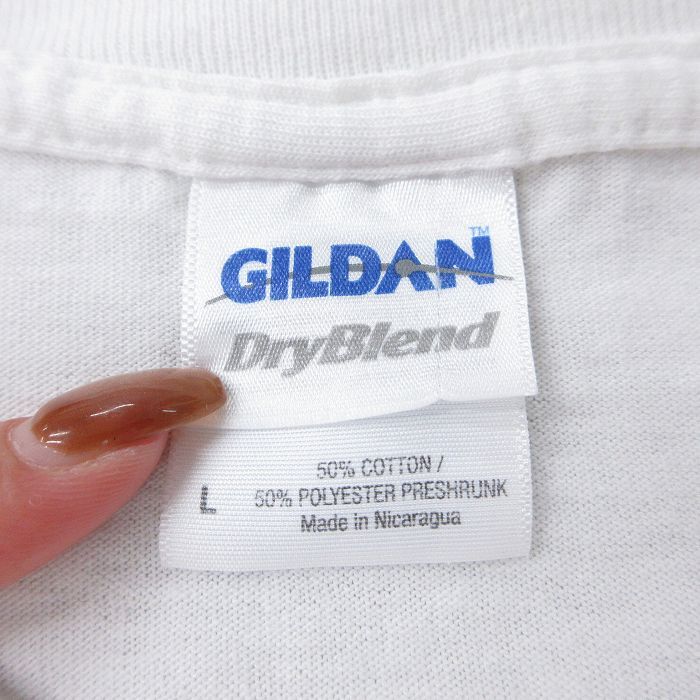 GILDAN™
DryBlend
50% COTTON /
L 50% POLYESTER PRESHRUNK
Made in Nicaragua